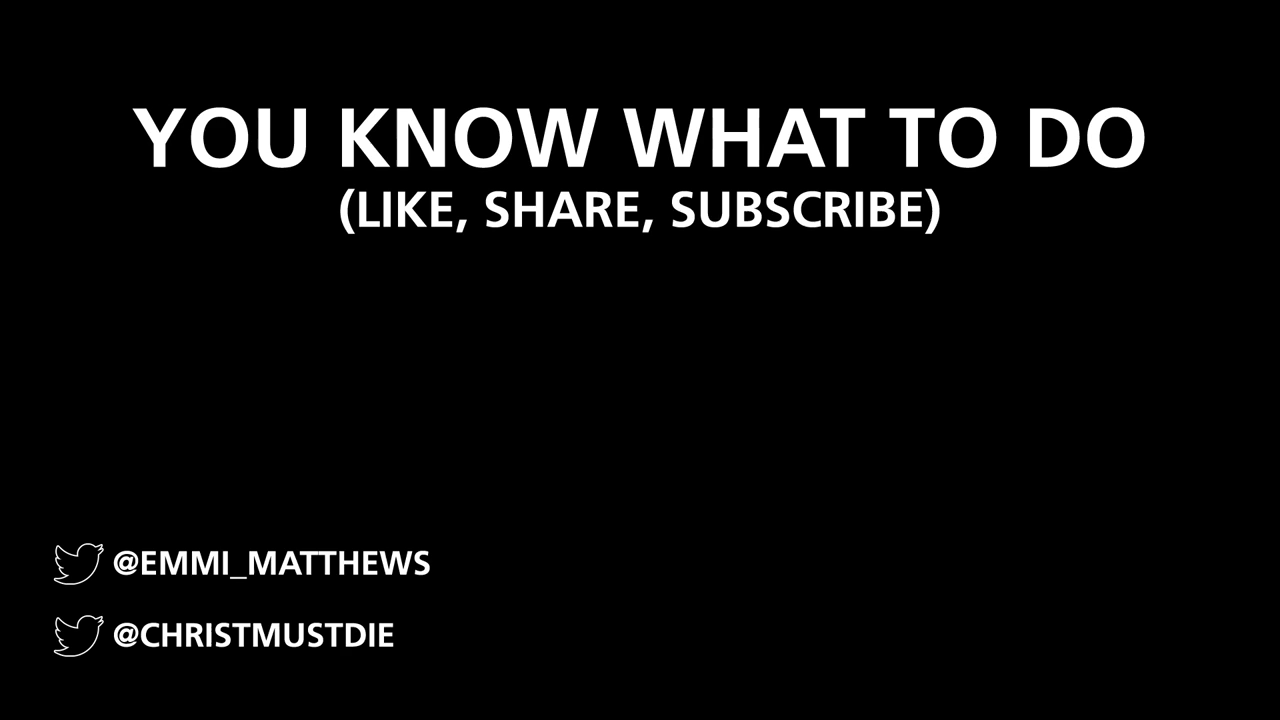 YOU KNOW WHAT TO DO
(LIKE, SHARE, SUBSCRIBE)
@EMMI_MATTHEWS
@CHRISTMUSTDIE